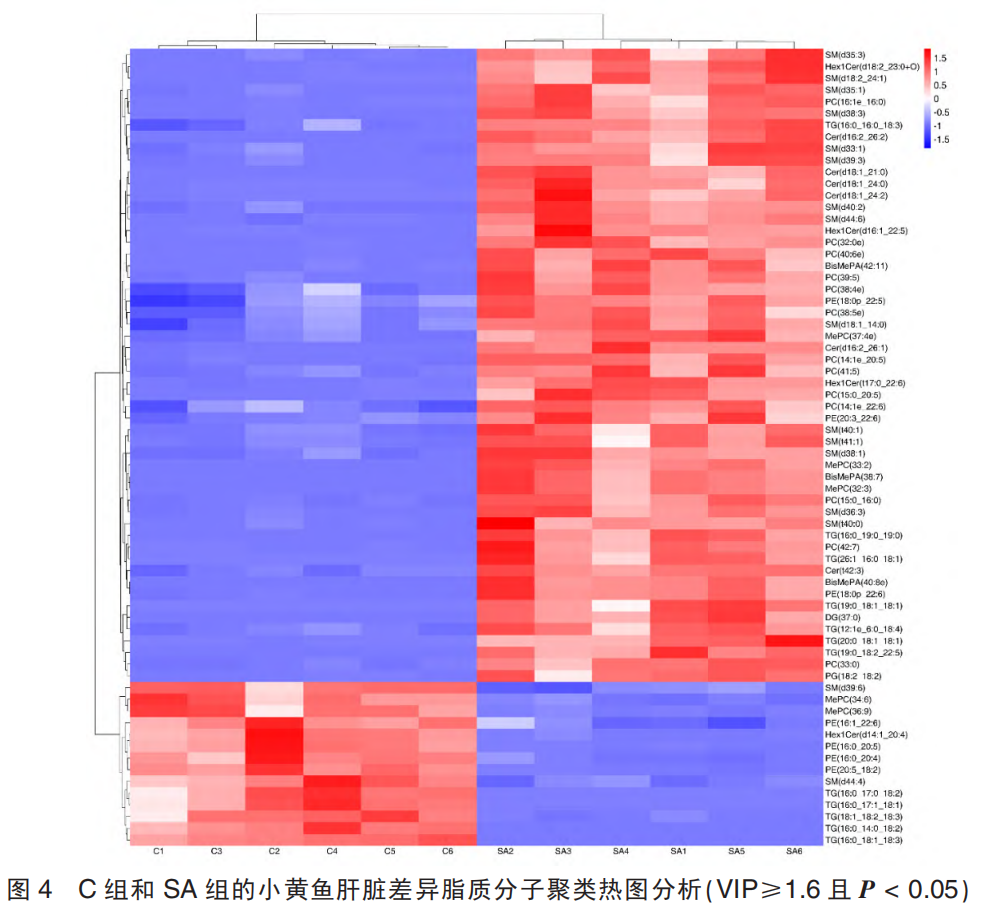 SM(d35:3)
Hex1Cer(d18:2_23:0+O)
SM(d18:2_24:1)
SM(d35:1)
PC(16:1e_16:0)
SM(d38:3)
TG(16:0_16:0_18:3)
Cer(d16:2_26:2)
SM(d33:1)
SM(d39:3)
Cer(d18:1_21:0)
Cer(d18:1_24:0)
Cer(d18:1_24:2)
SM(d40:2)
SM(d44:6)
Hex1Cer(d16:1_22:5)
PC(32:0e)
PC(40:6e)
BisMePA(42:11)
PC(39:5)
PC(38:4e)
PE(18:0p_22:5)
PC(38:5e)
SM(d18:1_14:0)
MePC(37:4e)
Cer(d16:2_26:1)
PC(14:1e_20:5)
PC(41:5)
Hex1Cer(t17:0_22:6)
PC(15:0_20:5)
PC(14:1e_22:6)
PE(20:3_22:6)
SM(t40:1)
SM(t41:1)
SM(d38:1)
MePC(33:2)
BisMePA(38:7)
MePC(32:3)
PC(15:0_16:0)
SM(d36:3)
SM(t40:0)
TG(16:0_19:0_19:0)
PC(42:7)
TG(26:1_16:0_18:1)
Cer(t42:3)
BisMePA(40:8e)
PE(18:0p_22:6)
TG(19:0_18:1_18:1)
DG(37:0)
TG(12:1e_6:0_18:4)
TG(20:0_18:1_18:1)
TG(19:0_18:2_22:5)
PC(33:0)
PG(18:2_18:2)
SM(d39:6)
MePC(34:6)
MePC(36:9)
PE(16:1_22:6)
Hex1Cer(d14:1_20:4)
PE(16:0_20:5)
PE(16:0_20:4)
PE(20:5_18:2)
SM(d44:4)
TG(16:0_17:0_18:2)
TG(16:0_17:1_18:1)
TG(18:1_18:2_18:3)
TG(16:0_14:0_18:2)
TG(16:0_18:1_18:3)
1.5
1
0.5
0
-0.5
-1
-1.5
C1 C3 C2 C4 C5 C6 SA2 SA3 SA4 SA1 SA5 SA6
图 4 C 组和 SA 组的小黄鱼肝脏差异脂质分子聚类热图分析(VIP≥1.6 且 P < 0.05)